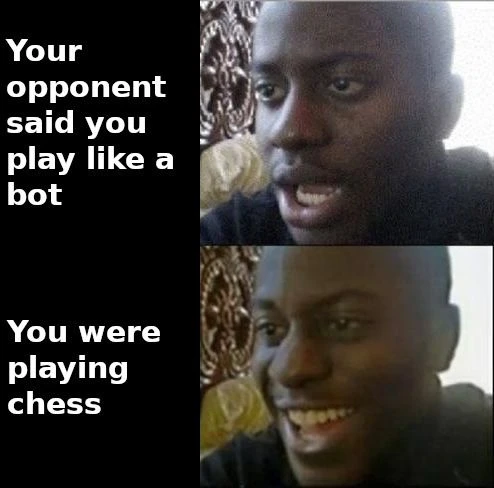 Your
opponent
said you
play like a
bot
You were
playing
chess